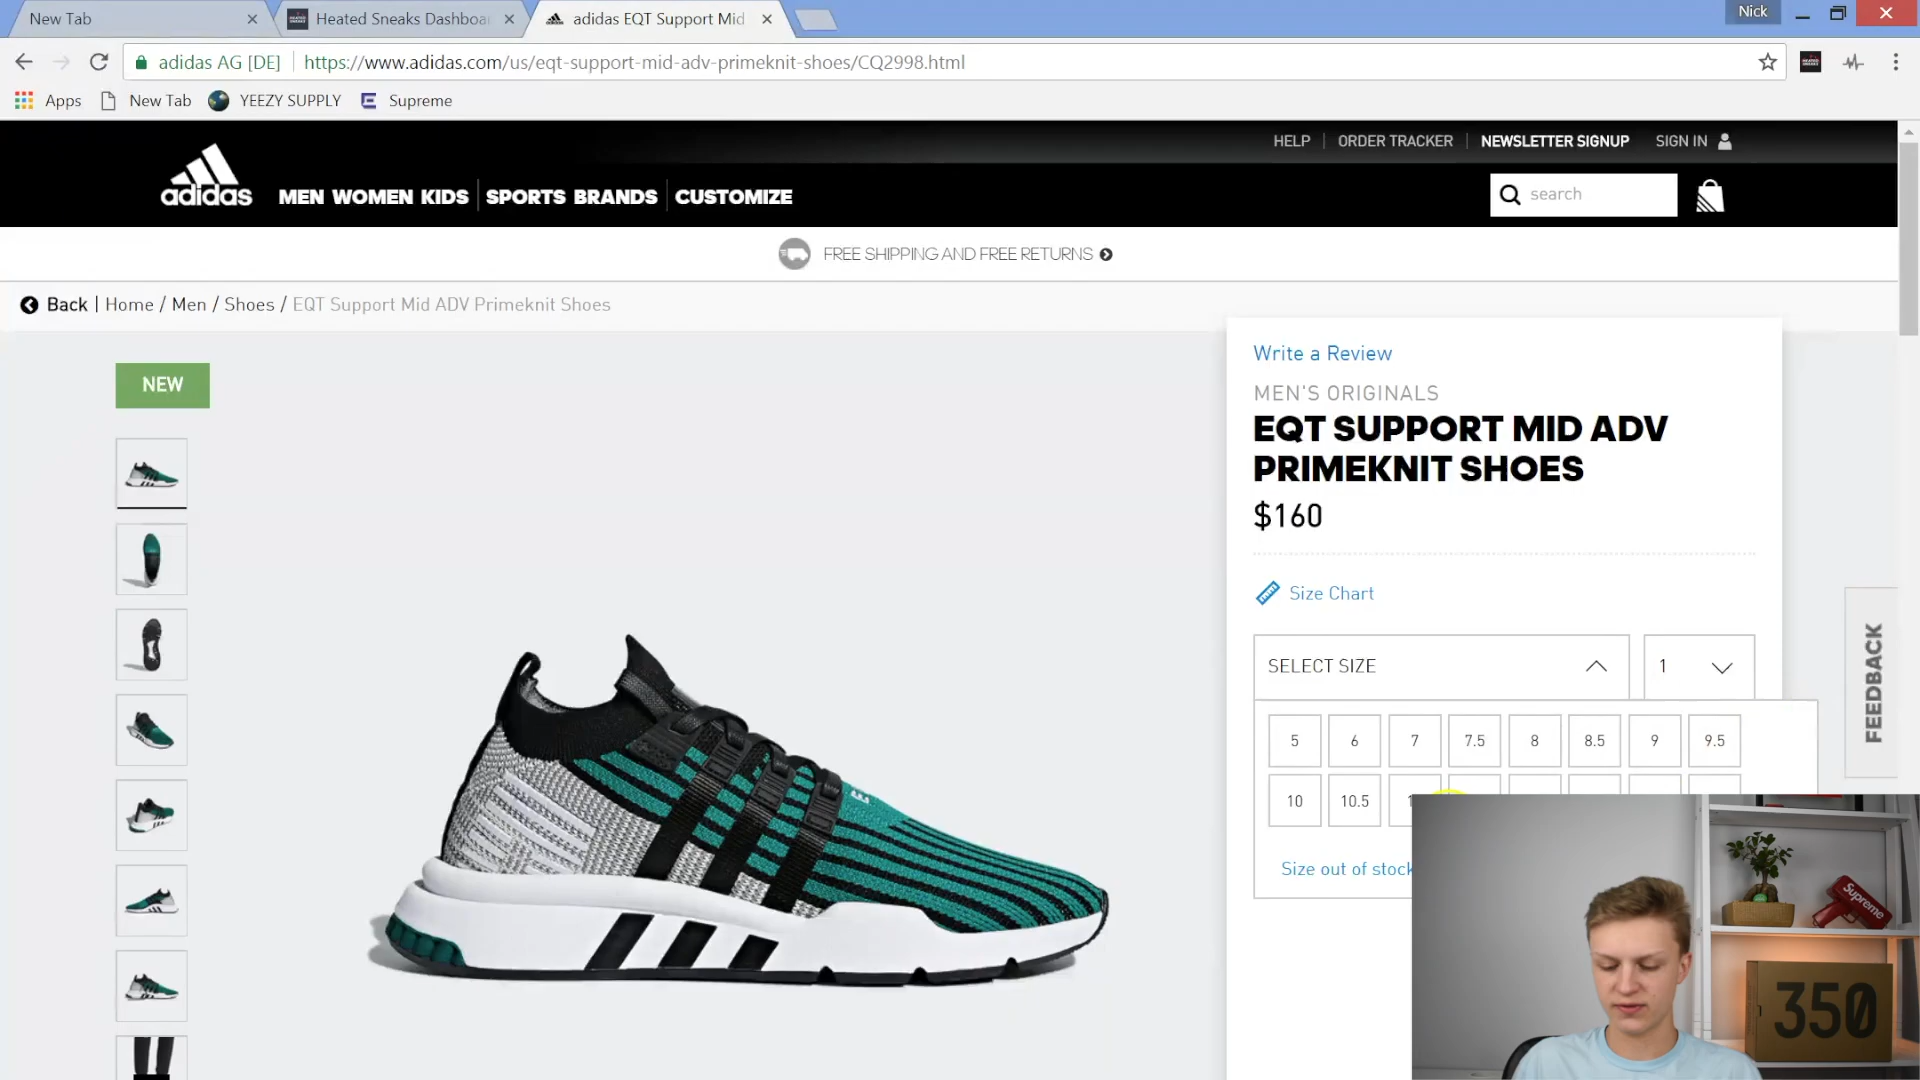 New Tab
Heated Sneaks Dashboa
adidas EQT Support Mid
Nick
adidas AG [DE]
https://www.adidas.com/us/eqt-support-mid-adv-primeknit-shoes/CQ2998.html
Apps
New Tab
YEEZY SUPPLY
Supreme
HELP
ORDER TRACKER
NEWSLETTER SIGNUP
SIGN IN
adidas
MEN WOMEN KIDS
SPORTS BRANDS
CUSTOMIZE
search
FREE SHIPPING AND FREE RETURNS
Back | Home / Men / Shoes / EQT Support Mid ADV Primeknit Shoes
NEW
Write a Review
MEN'S ORIGINALS
EQT SUPPORT MID ADV
PRIMEKNIT SHOES
$160
Size Chart
SELECT SIZE
1
5 6 7 7.5 8 8.5 9 9.5
10 10.5
Size out of stock
FEEDBACK
Supreme
350